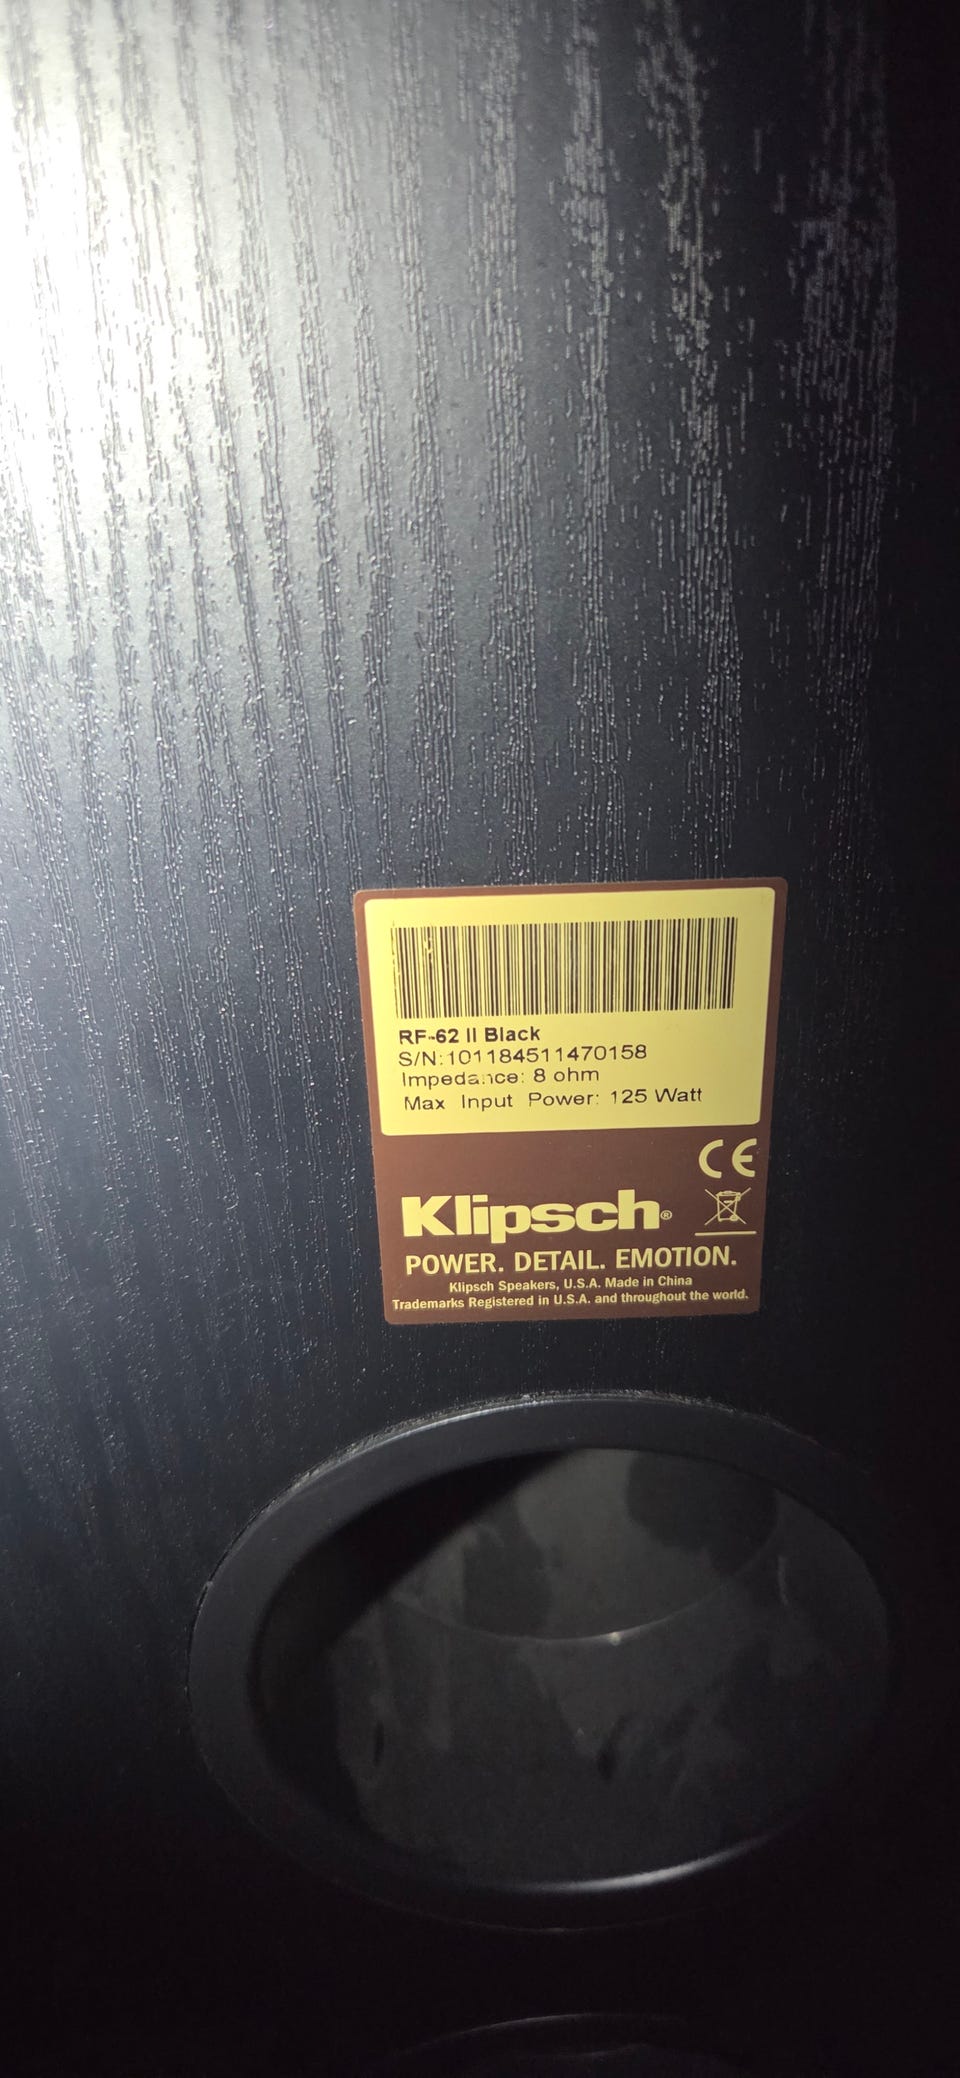 RF-62 II Black
S/N:101184511470158
Impedance: 8 ohm
Max Input Power: 125 Watt
CE
Klipsch®
POWER. DETAIL. EMOTION.
Klipsch Speakers, U.S.A. Made in China
Trademarks Registered in U.S.A. and throughout the world.